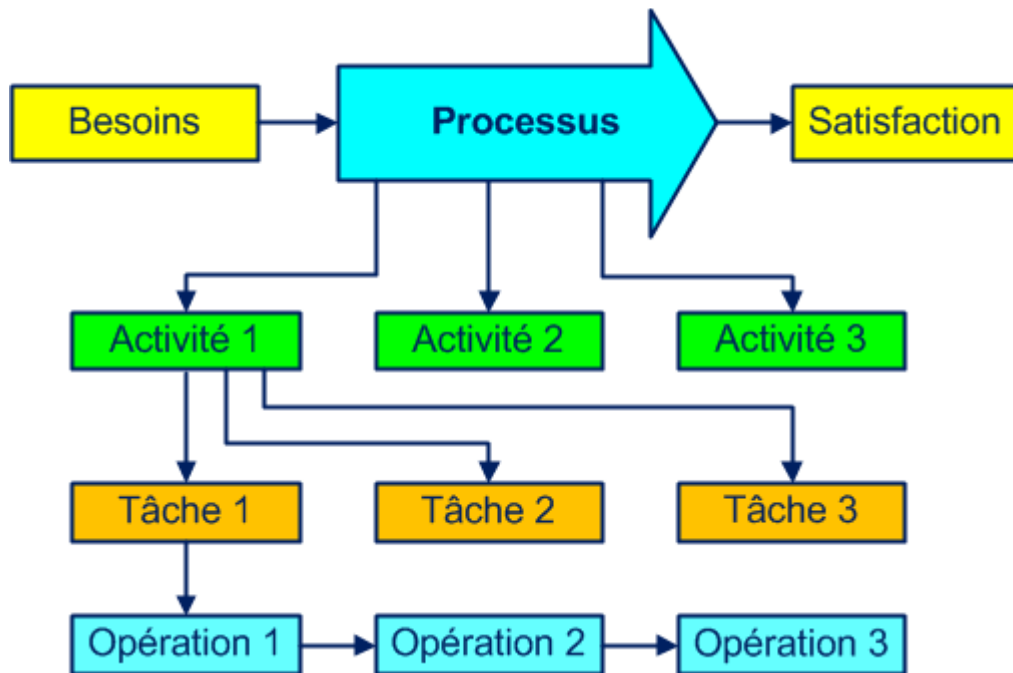 Besoins
Processus
Satisfaction
Activité 1
Activité 2
Activité 3
Tâche 1
Tâche 2
Tâche 3
Opération 1
Opération 2
Opération 3